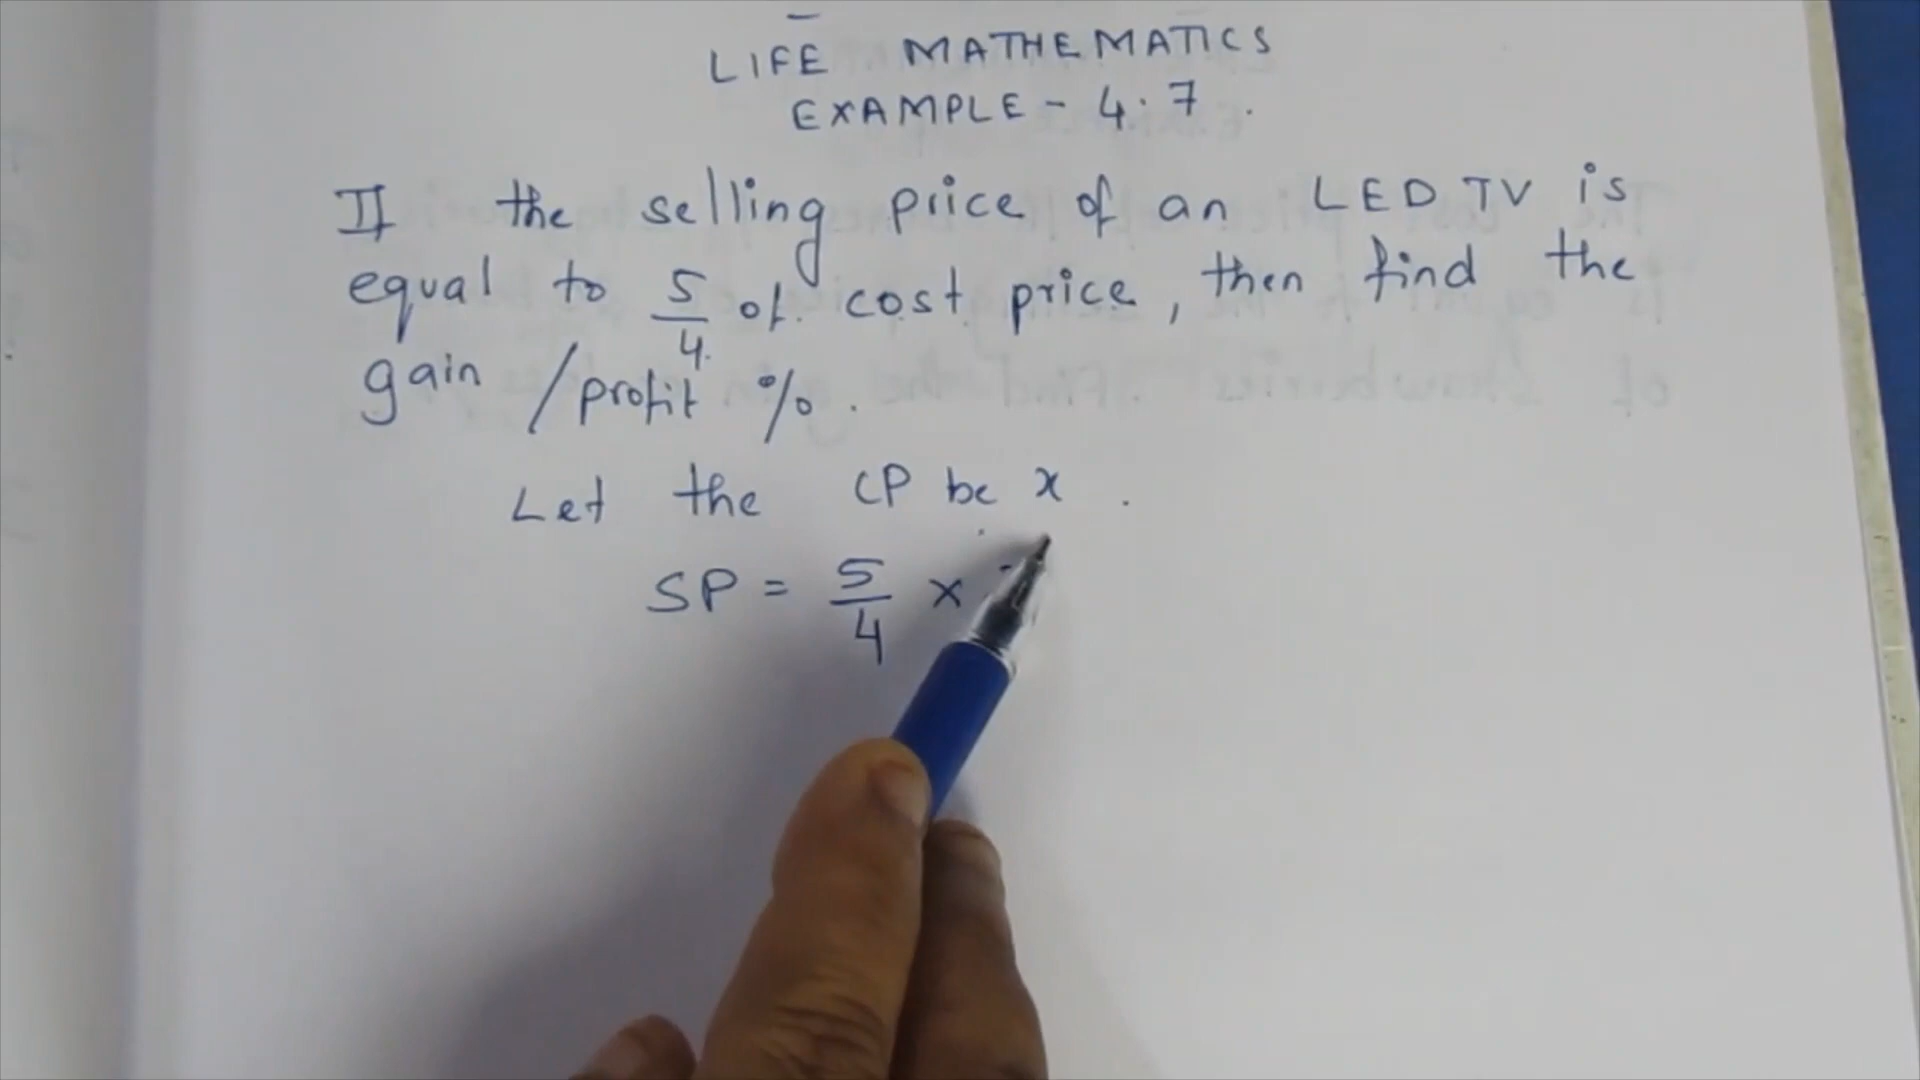 LIFE MATHEMATICS
EXAMPLE - 4.7.
If the selling price of an LED TV is
equal to 5/4 of cost price, then find the
gain / profit %.
Let the CP be x.
SP = 5/4 ×